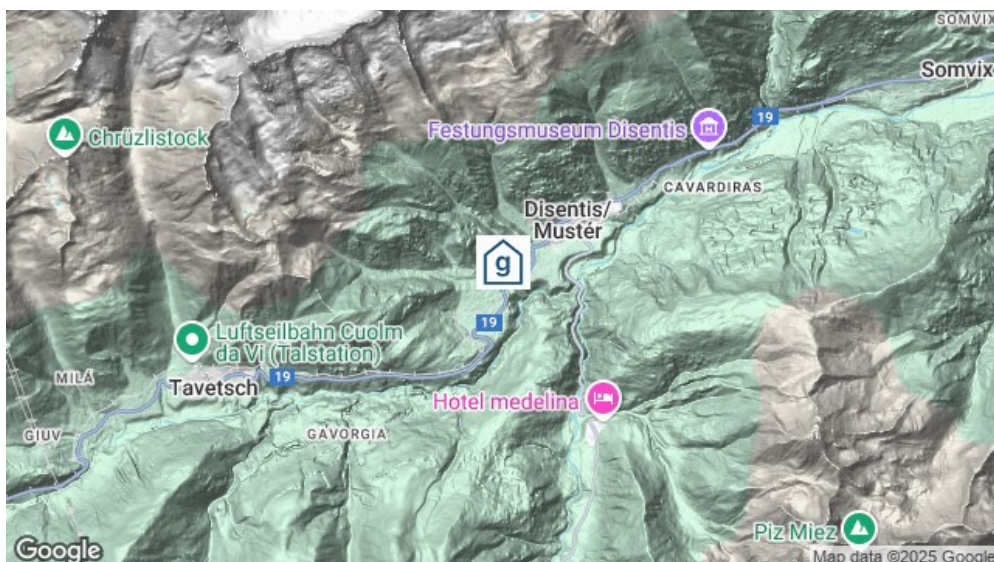 SOMVIX
Somvix
19
Chrüzlistock
Festungsmuseum Disentis
CAVARDIRAS
Disentis/
Mustér
g
19
Luftseilbahn Cuolm
da Vi (Talstation)
MILÁ
Tavetsch
19
Hotel medelina
GIUV
GAVORGIA
Piz Miez
Google
Map data ©2025 Google